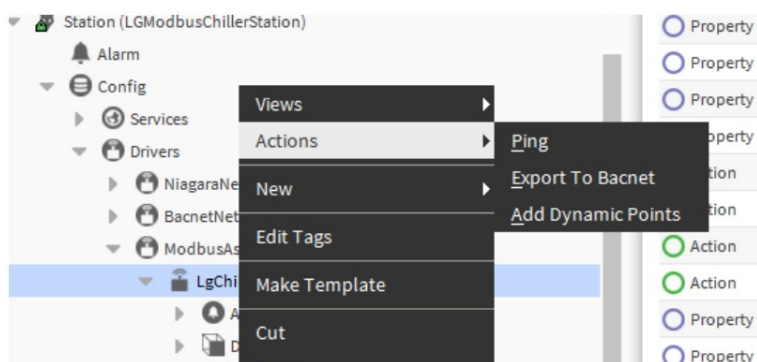 Station (LGModbusChillerStation)
Alarm
Config
Services
Drivers
NiagaraNe
BacnetNet
ModbusAs
LgChi
A
D
Views
Actions
New
Edit Tags
Make Template
Cut
Ping
Export To Bacnet
Add Dynamic Points
Property
Property
Property
operty
tion
tion
Action
Action
Property
Property